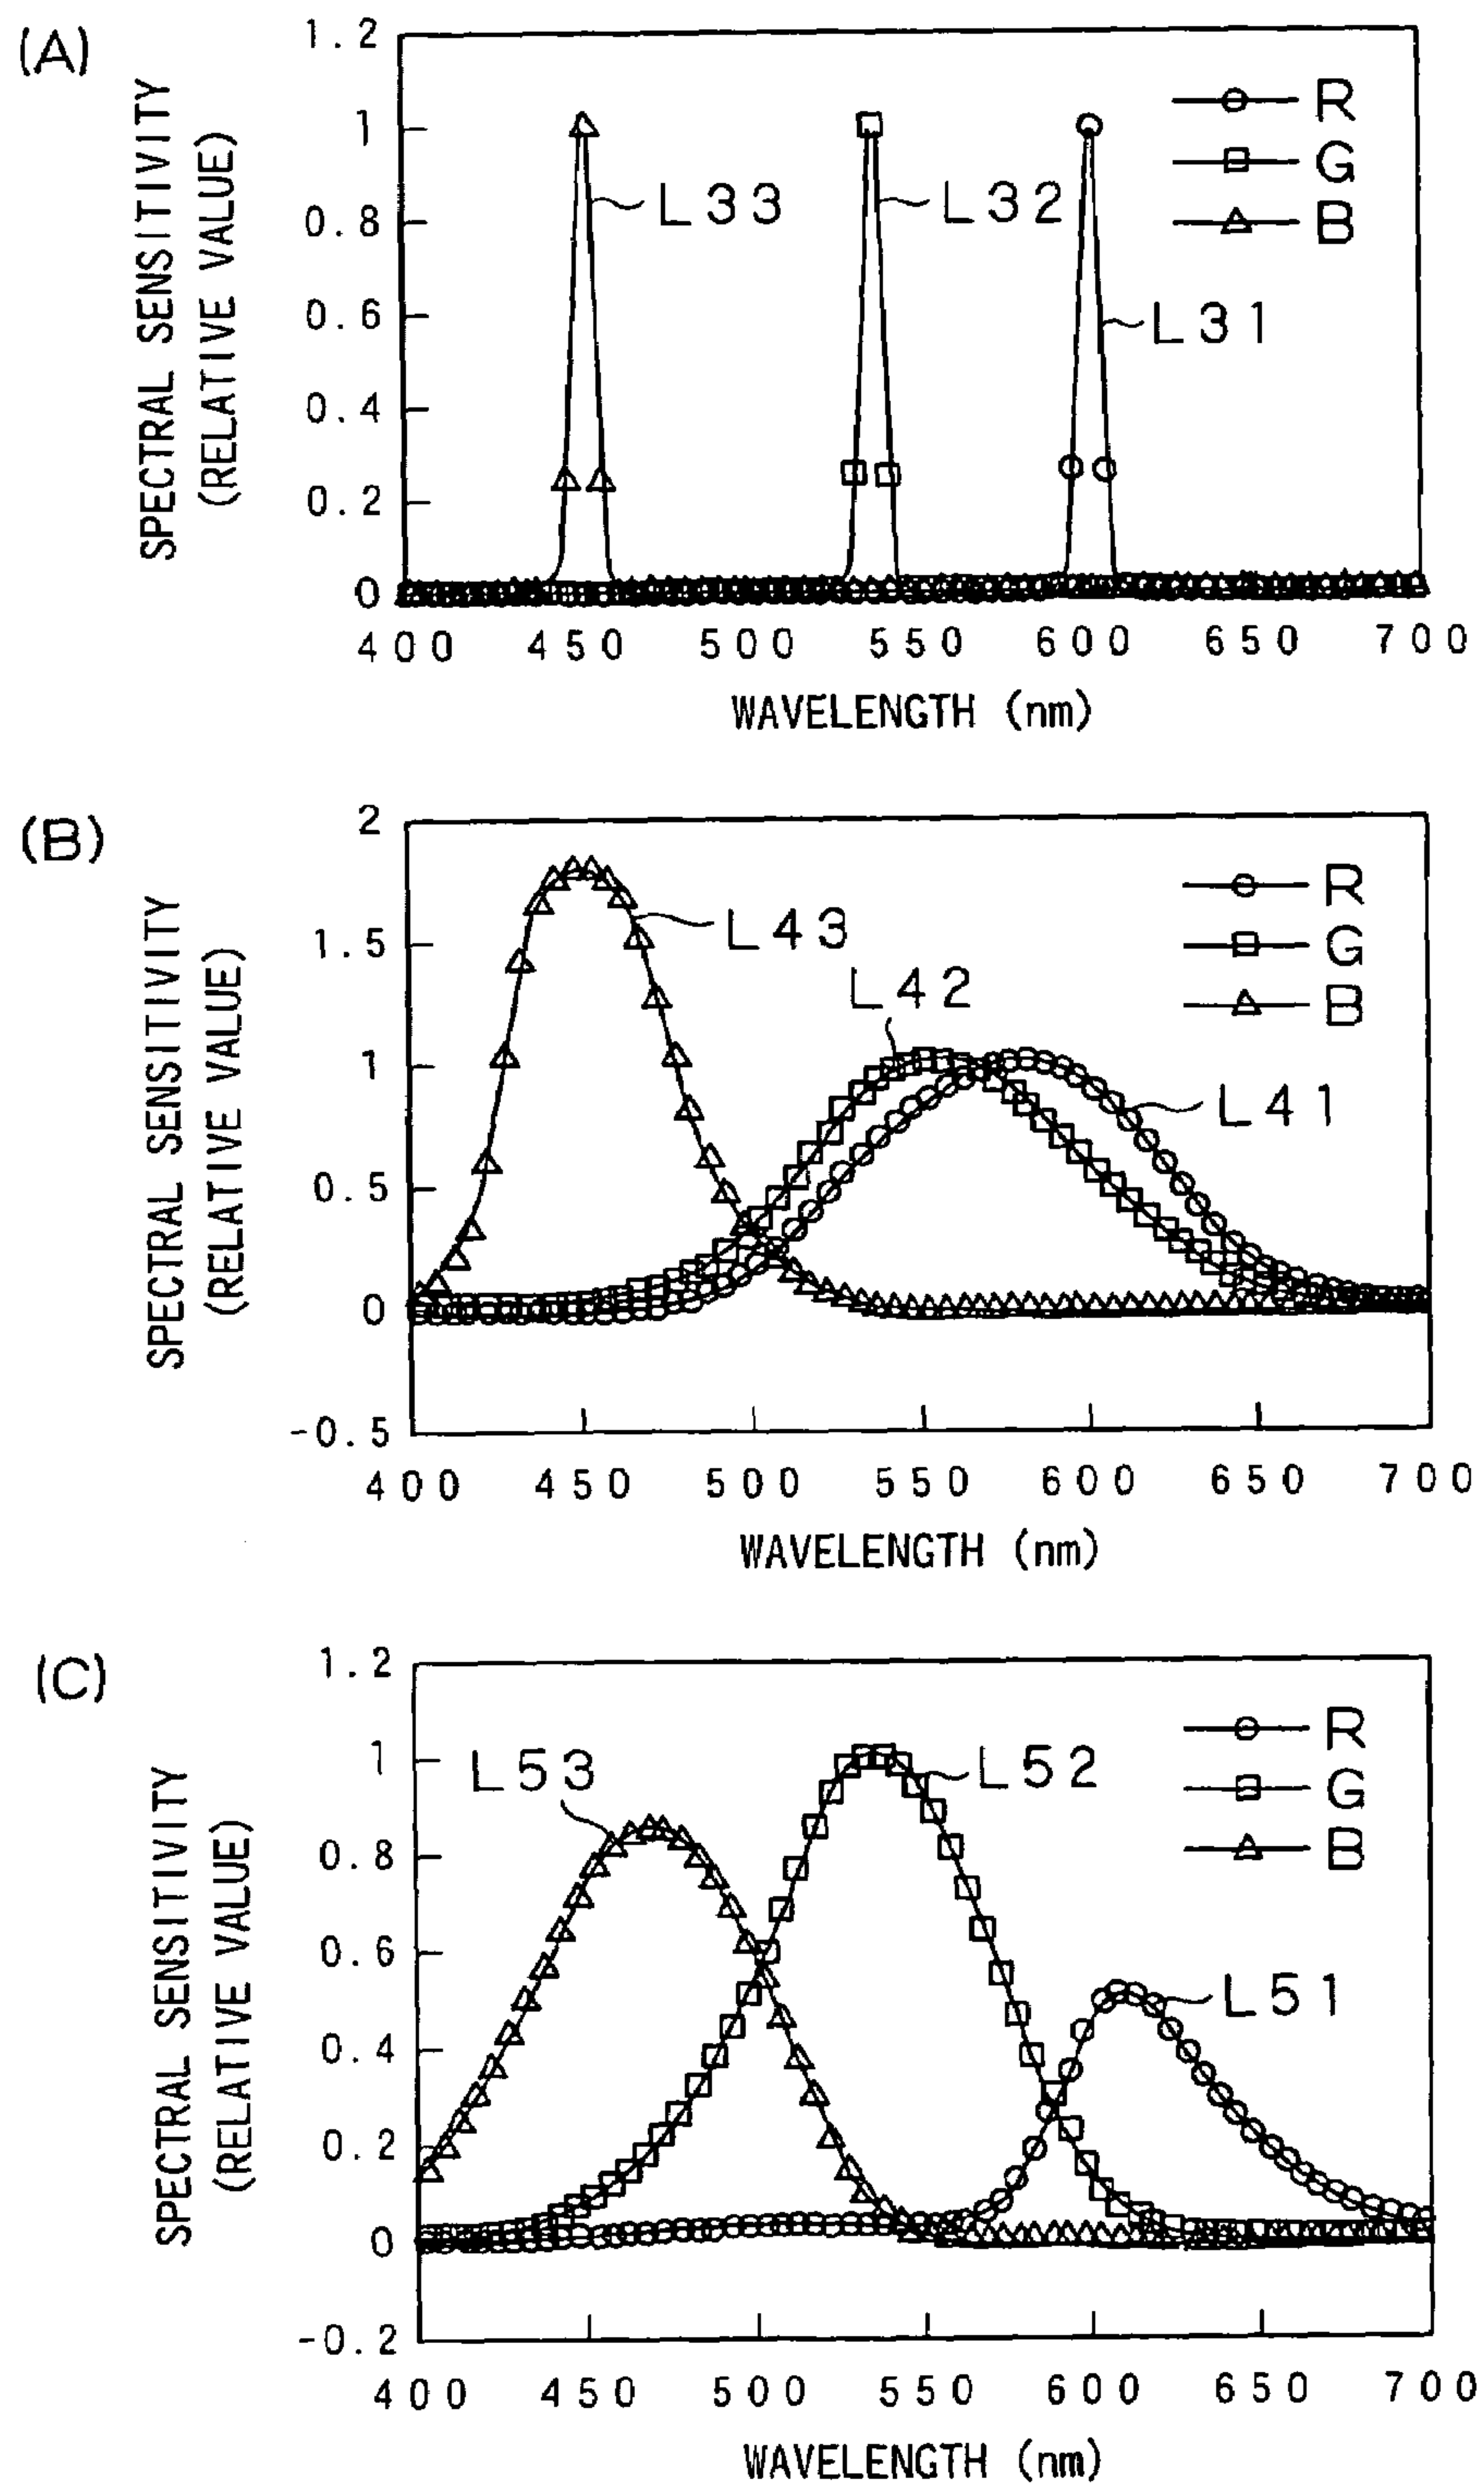 (A)
SPECTRAL SENSITIVITY
(RELATIVE VALUE)
1.2
1
0.8
0.6
0.4
0.2
0
R
G
B
L33
L32
L31
400 450 500 550 600 650 700
WAVELENGTH (nm)
(B)
SPECTRAL SENSITIVITY
(RELATIVE VALUE)
2
1.5
1
0.5
0
-0.5
R
G
B
L43
L42
L41
400 450 500 550 600 650 700
WAVELENGTH (nm)
(C)
SPECTRAL SENSITIVITY
(RELATIVE VALUE)
1.2
1
0.8
0.6
0.4
0.2
0
-0.2
R
G
B
L53
L52
L51
400 450 500 550 600 650 700
WAVELENGTH (nm)